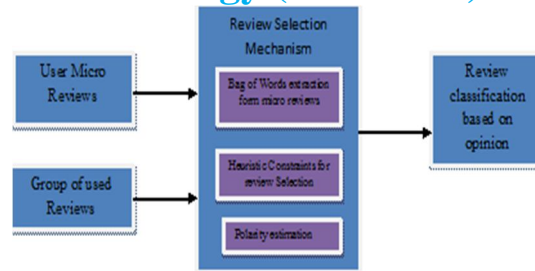 User Micro
Reviews
Group of used
Reviews
Review Selection
Mechanism
Bag of Words extraction
form micro reviews
Heuristic Constraints for
review Selection
Polarity estimation
Review
classification
based on
opinion